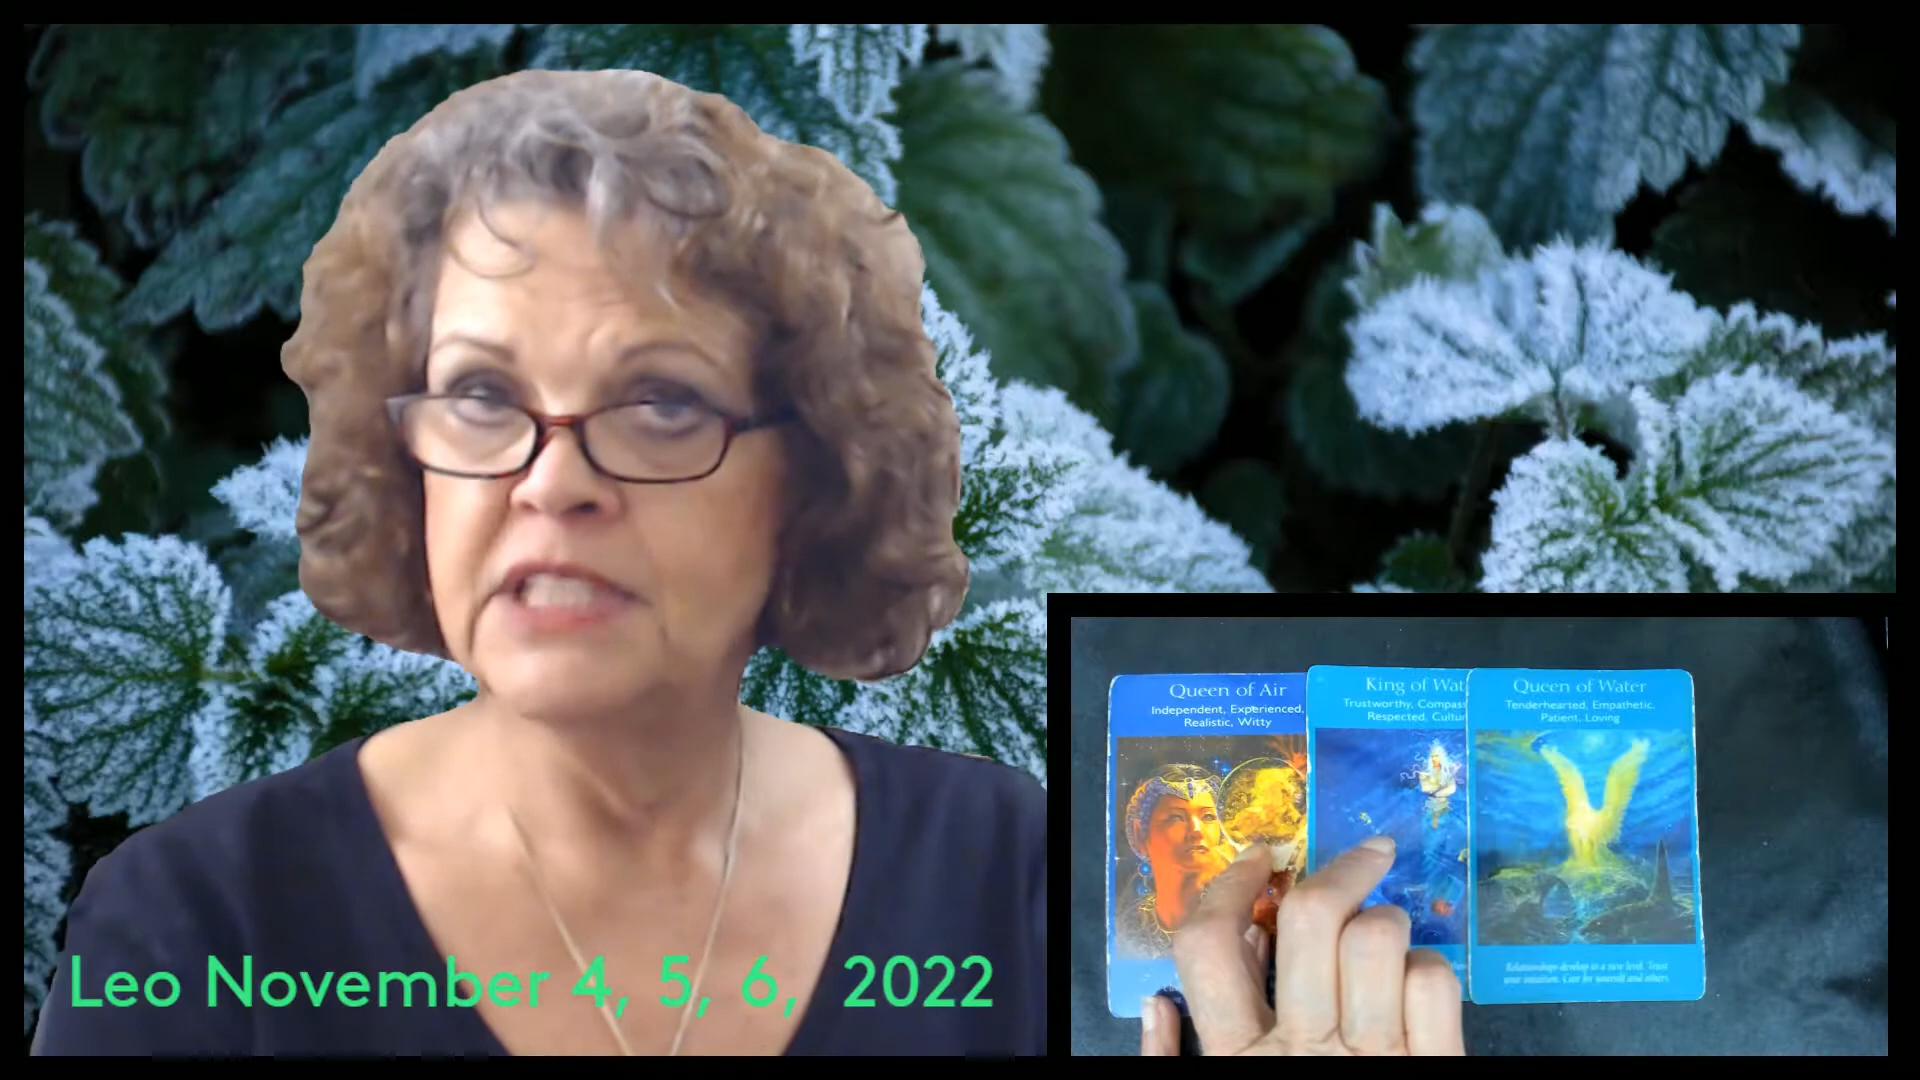 Leo November 4, 5, 6, 2022
Queen of Air
Independent, Experienced,
Realistic, Witty
King of Wat
Trustworthy, Compass
Respected, Cultur
Queen of Water
Tenderhearted, Empathetic,
Patient, Loving
Relationships develop to a new level. Trust
your intuition. Care for yourself and others.